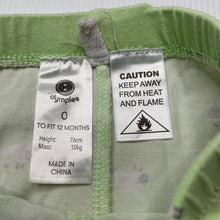 olympies
0
TO FIT 12 MONTHS
Height: 76cm
Mass: 10kg
MADE IN
CHINA
CAUTION
KEEP AWAY
FROM HEAT
AND FLAME